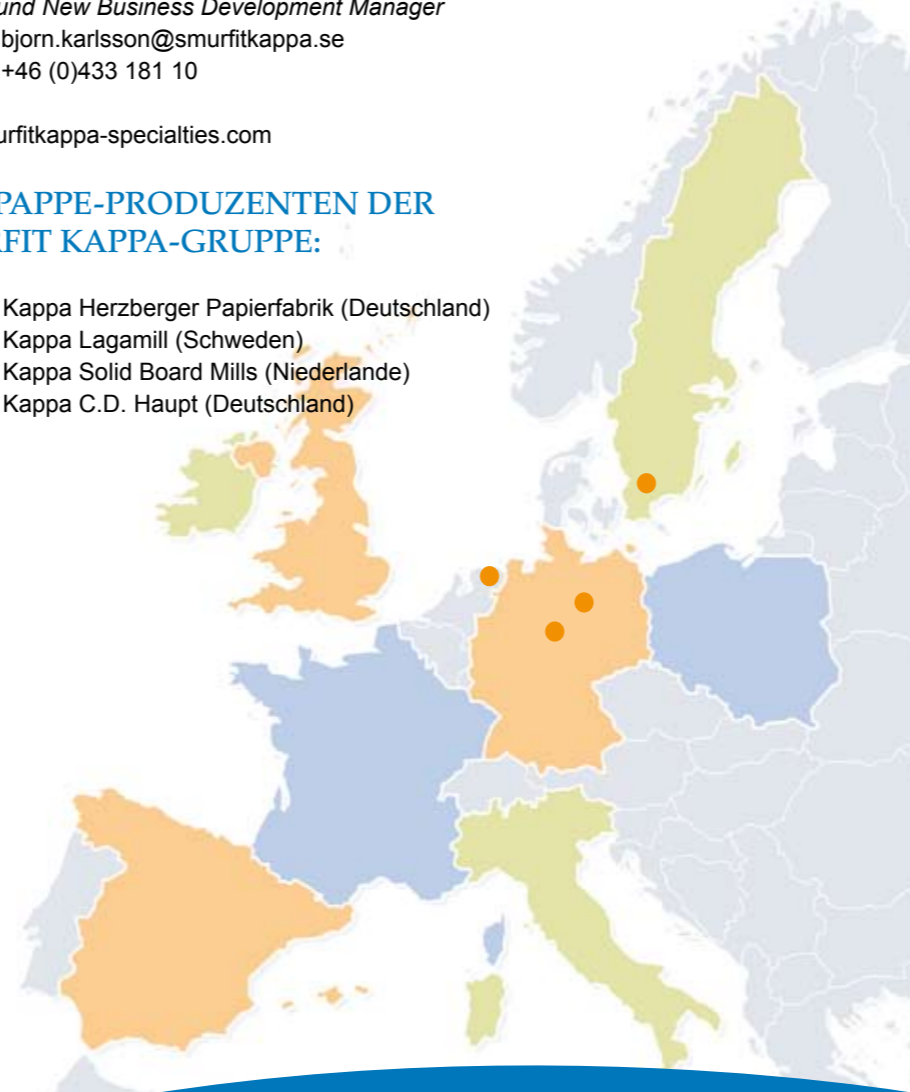 und New Business Development Manager
bjorn.karlsson@smurfitkappa.se
+46 (0)433 181 10
urfitkappa-specialties.com
PAPPE-PRODUZENTEN DER
RFIT KAPPA-GRUPPE:
Kappa Herzberger Papierfabrik (Deutschland)
Kappa Lagamill (Schweden)
Kappa Solid Board Mills (Niederlande)
Kappa C.D. Haupt (Deutschland)